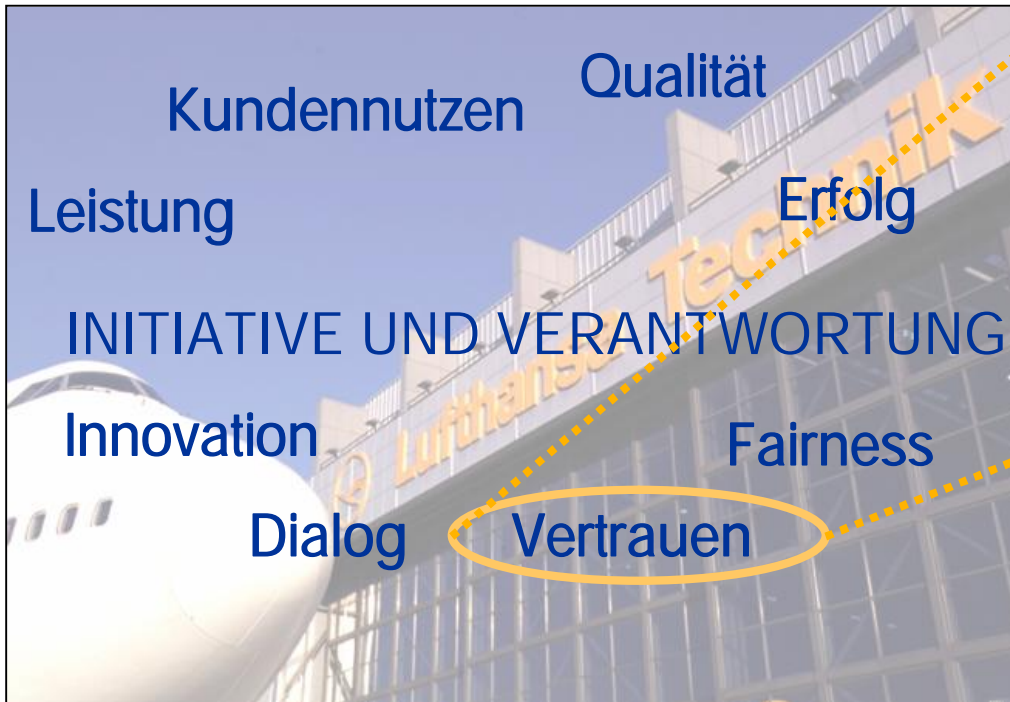 Qualität
Kundennutzen
Leistung
Erfolg
INITIATIVE UND VERANTWORTUNG
Innovation
Fairness
Dialog
Vertrauen
Lufthansa Technik